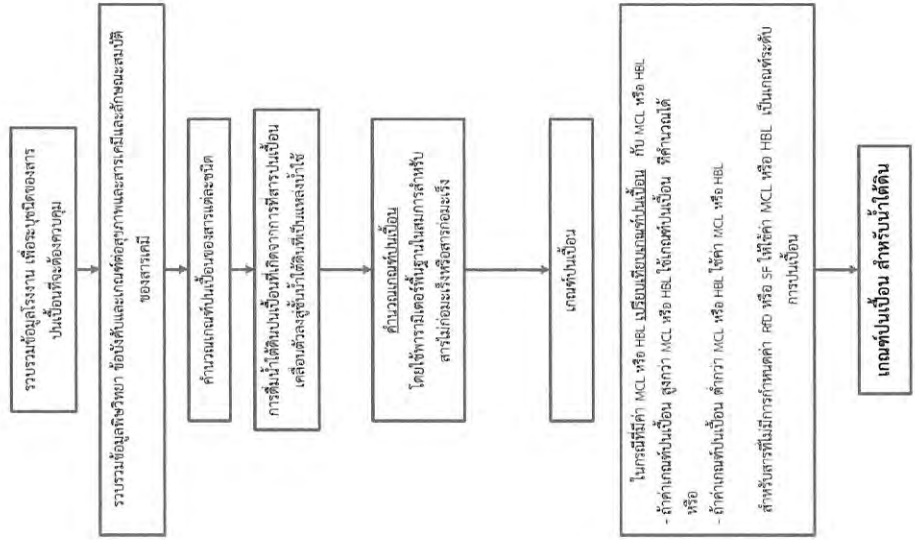 รวบรวมข้อมูลโรงงาน เพื่อระบุชนิดของสาร
ปนเปื้อนที่จะต้องควบคุม
รวบรวมข้อมูลพิษวิทยา ข้อบังคับและเกณฑ์ต่อสุขภาพและสารเคมีและลักษณะสมบัติ
ของสารเคมี
คำนวณเกณฑ์ปนเปื้อนของสารแต่ละชนิด
การดื่มน้ำใต้ดินปนเปื้อนที่เกิดจากการที่สารปนเปื้อน
เคลื่อนตัวลงสู่ชั้นน้ำใต้ดินที่เป็นแหล่งน้ำใช้
คำนวณเกณฑ์ปนเปื้อน
โดยใช้พารามิเตอร์พื้นฐานในสมการสำหรับ
สารไม่ก่อมะเร็งหรือสารก่อมะเร็ง
เกณฑ์ปนเปื้อน
ในกรณีที่มีค่า MCL หรือ HBL เปรียบเทียบเกณฑ์ปนเปื้อน กับ MCL หรือ HBL
- ถ้าค่าเกณฑ์ปนเปื้อน สูงกว่า MCL หรือ HBL ใช้เกณฑ์ปนเปื้อน ที่คำนวณได้
หรือ
- ถ้าค่าเกณฑ์ปนเปื้อน ต่ำกว่า MCL หรือ HBL ใช้ค่า MCL หรือ HBL
สำหรับสารที่ไม่มีการกำหนดค่า RfD หรือ SF ให้ใช้ค่า MCL หรือ HBL เป็นเกณฑ์ระดับ
การปนเปื้อน
เกณฑ์ปนเปื้อน สำหรับน้ำใต้ดิน